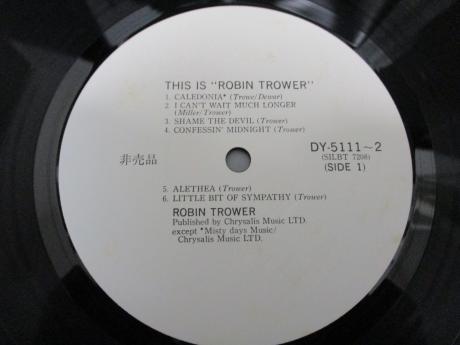 THIS IS "ROBIN TROWER"
1. CALEDONIA* (Trowe/Dewar)
2. I CAN'T WAIT MUCH LONGER
(Miller/Trower)
3. SHAME THE DEVIL (Trower)
4. CONFESSIN' MIDNIGHT (Trower)
非売品
DY-5111~2
(SILBT 7208)
(SIDE 1)
5. ALETHEA (Trower)
6. LITTLE BIT OF SYMPATHY (Trower)
ROBIN TROWER
Published by Chrysalis Music LTD.
except *Misty days Music/
Chrysalis Music LTD.